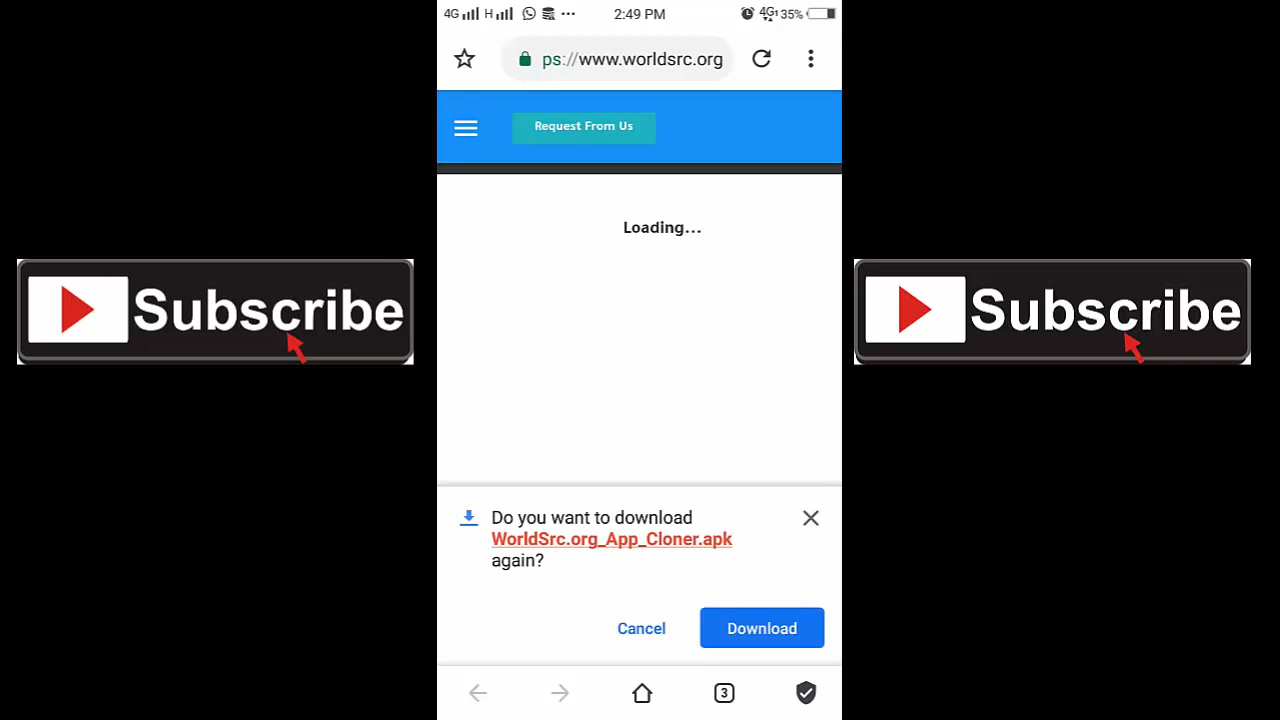 4G H 2:49 PM 4G 35%
ps://www.worldsrc.org
Request From Us
Loading...
Subscribe
Subscribe
Do you want to download
WorldSrc.org_App_Cloner.apk
again?
Cancel Download
3